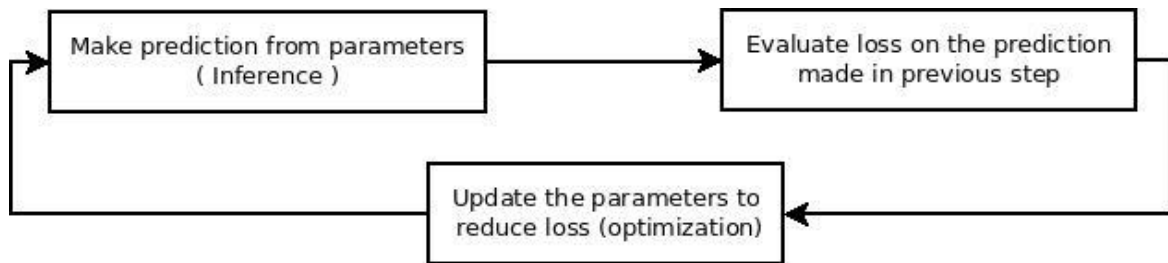 Make prediction from parameters
( Inference )
Evaluate loss on the prediction
made in previous step
Update the parameters to
reduce loss (optimization)